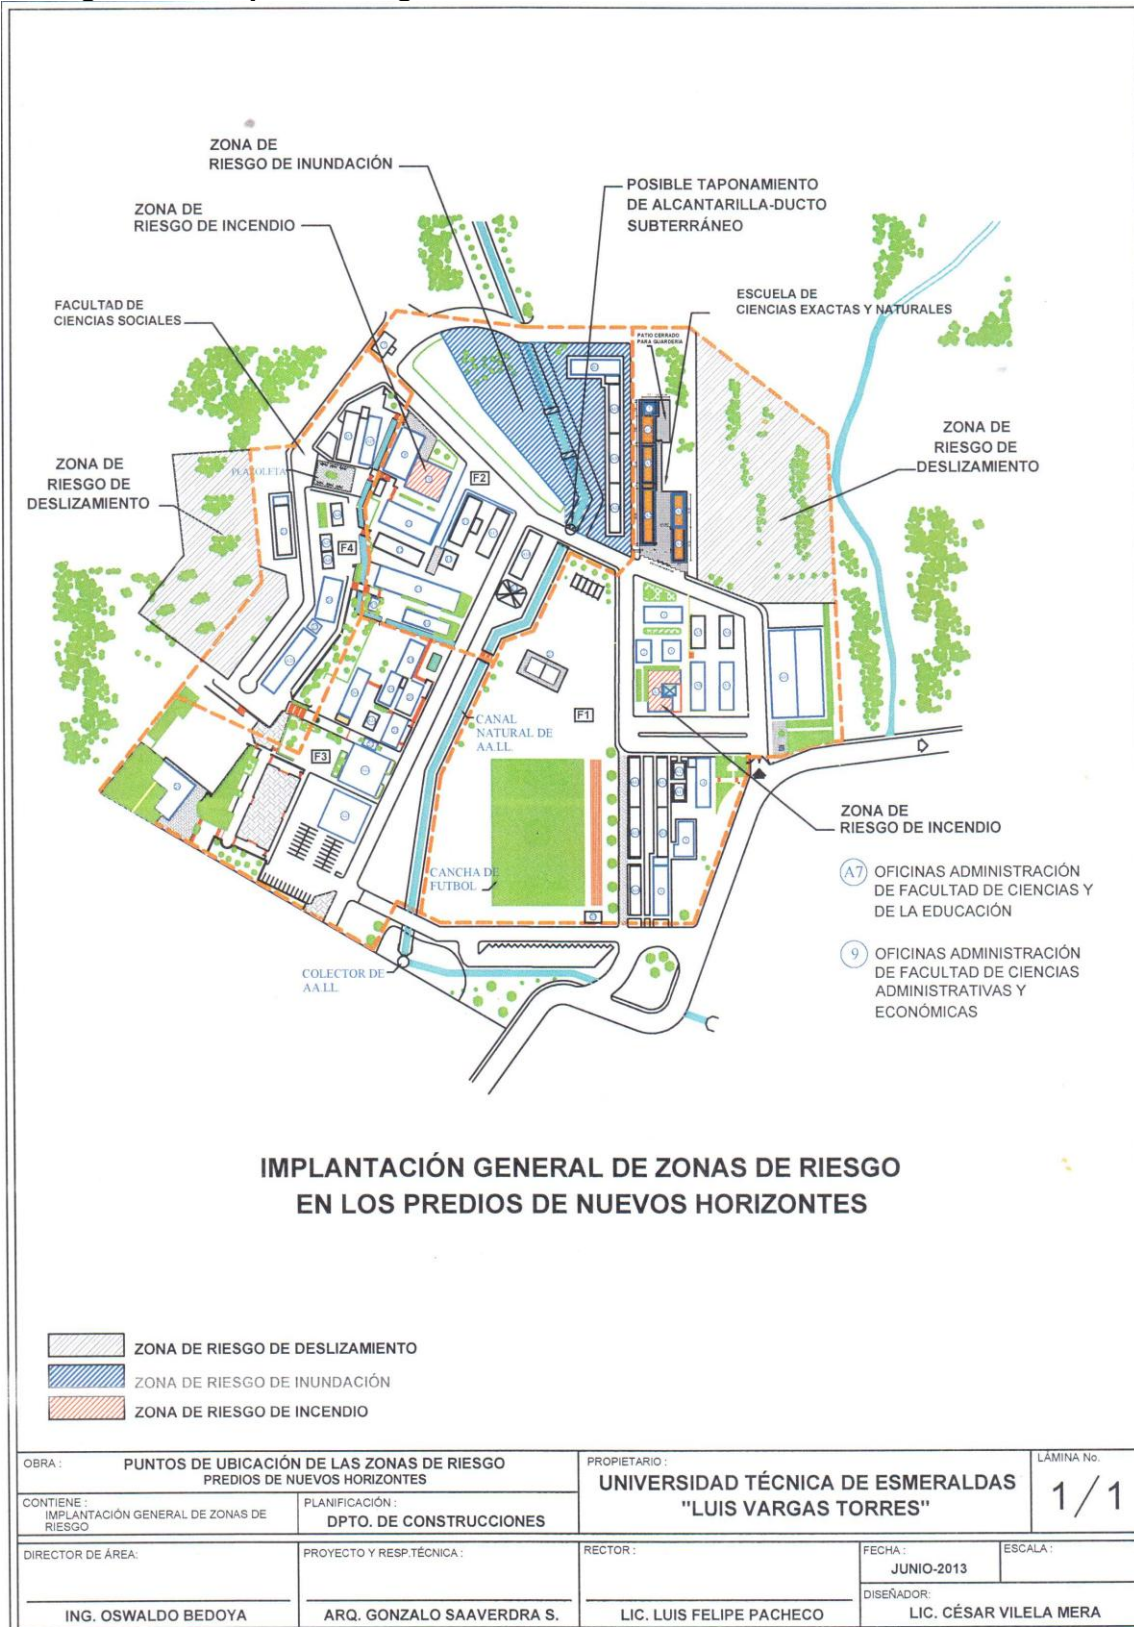 ZONA DE
RIESGO DE INUNDACIÓN
ZONA DE
RIESGO DE INCENDIO
POSIBLE TAPONAMIENTO
DE ALCANTARILLA-DUCTO
SUBTERRÁNEO
FACULTAD DE
CIENCIAS SOCIALES
ESCUELA DE
CIENCIAS EXACTAS Y NATURALES
PATIO CERRADO
PARA GUARDERIA
ZONA DE
RIESGO DE
DESLIZAMIENTO
ZONA DE
RIESGO DE
DESLIZAMIENTO
PLAZOLETA
F2
F4
F1
F3
CANAL
NATURAL DE
AA.LL.
CANCHA DE
FUTBOL
COLECTOR DE
AA.LL.
ZONA DE
RIESGO DE INCENDIO
A7 OFICINAS ADMINISTRACIÓN
DE FACULTAD DE CIENCIAS Y
DE LA EDUCACIÓN
9 OFICINAS ADMINISTRACIÓN
DE FACULTAD DE CIENCIAS
ADMINISTRATIVAS Y
ECONÓMICAS
IMPLANTACIÓN GENERAL DE ZONAS DE RIESGO
EN LOS PREDIOS DE NUEVOS HORIZONTES
ZONA DE RIESGO DE DESLIZAMIENTO
ZONA DE RIESGO DE INUNDACIÓN
ZONA DE RIESGO DE INCENDIO
OBRA : PUNTOS DE UBICACIÓN DE LAS ZONAS DE RIESGO
PREDIOS DE NUEVOS HORIZONTES
PROPIETARIO :
UNIVERSIDAD TÉCNICA DE ESMERALDAS
"LUIS VARGAS TORRES"
LÁMINA No.
1/1
CONTIENE :
IMPLANTACIÓN GENERAL DE ZONAS DE
RIESGO
PLANIFICACIÓN :
DPTO. DE CONSTRUCCIONES
DIRECTOR DE ÁREA:
ING. OSWALDO BEDOYA
PROYECTO Y RESP.TÉCNICA :
ARQ. GONZALO SAAVERDRA S.
RECTOR :
LIC. LUIS FELIPE PACHECO
FECHA :
JUNIO-2013
ESCALA :
DISEÑADOR:
LIC. CÉSAR VILELA MERA